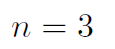 n = 3